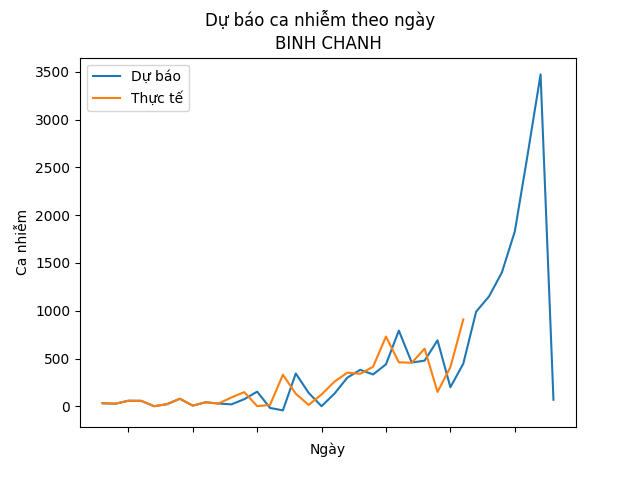 Dự báo ca nhiễm theo ngày
BINH CHANH
Dự báo
Thực tế
3500
3000
2500
2000
1500
1000
500
0
Ca nhiễm
Ngày